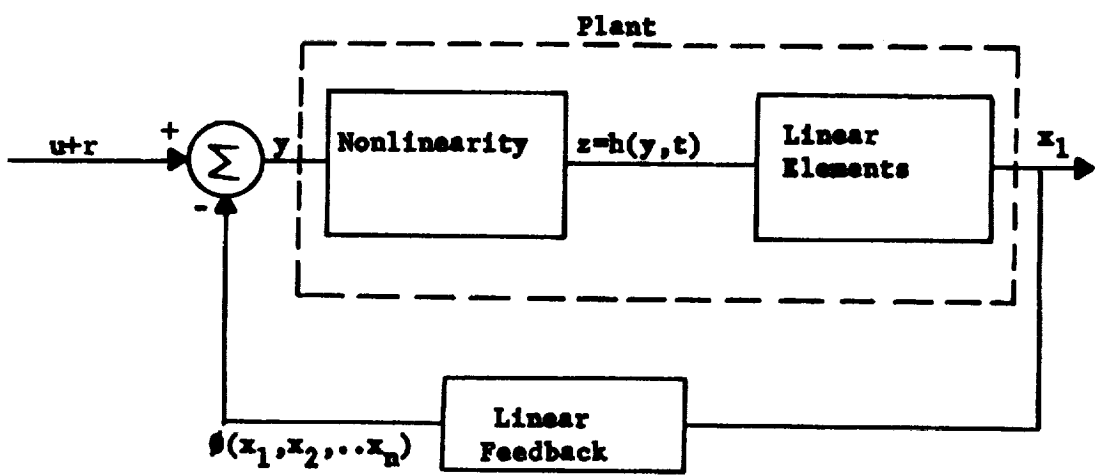 Plant
u+r
+
Σ
-
y
Nonlinearity
z=h(y,t)
Linear
Elements
x₁
Ø(x₁,x₂,..xₙ)
Linear
Feedback